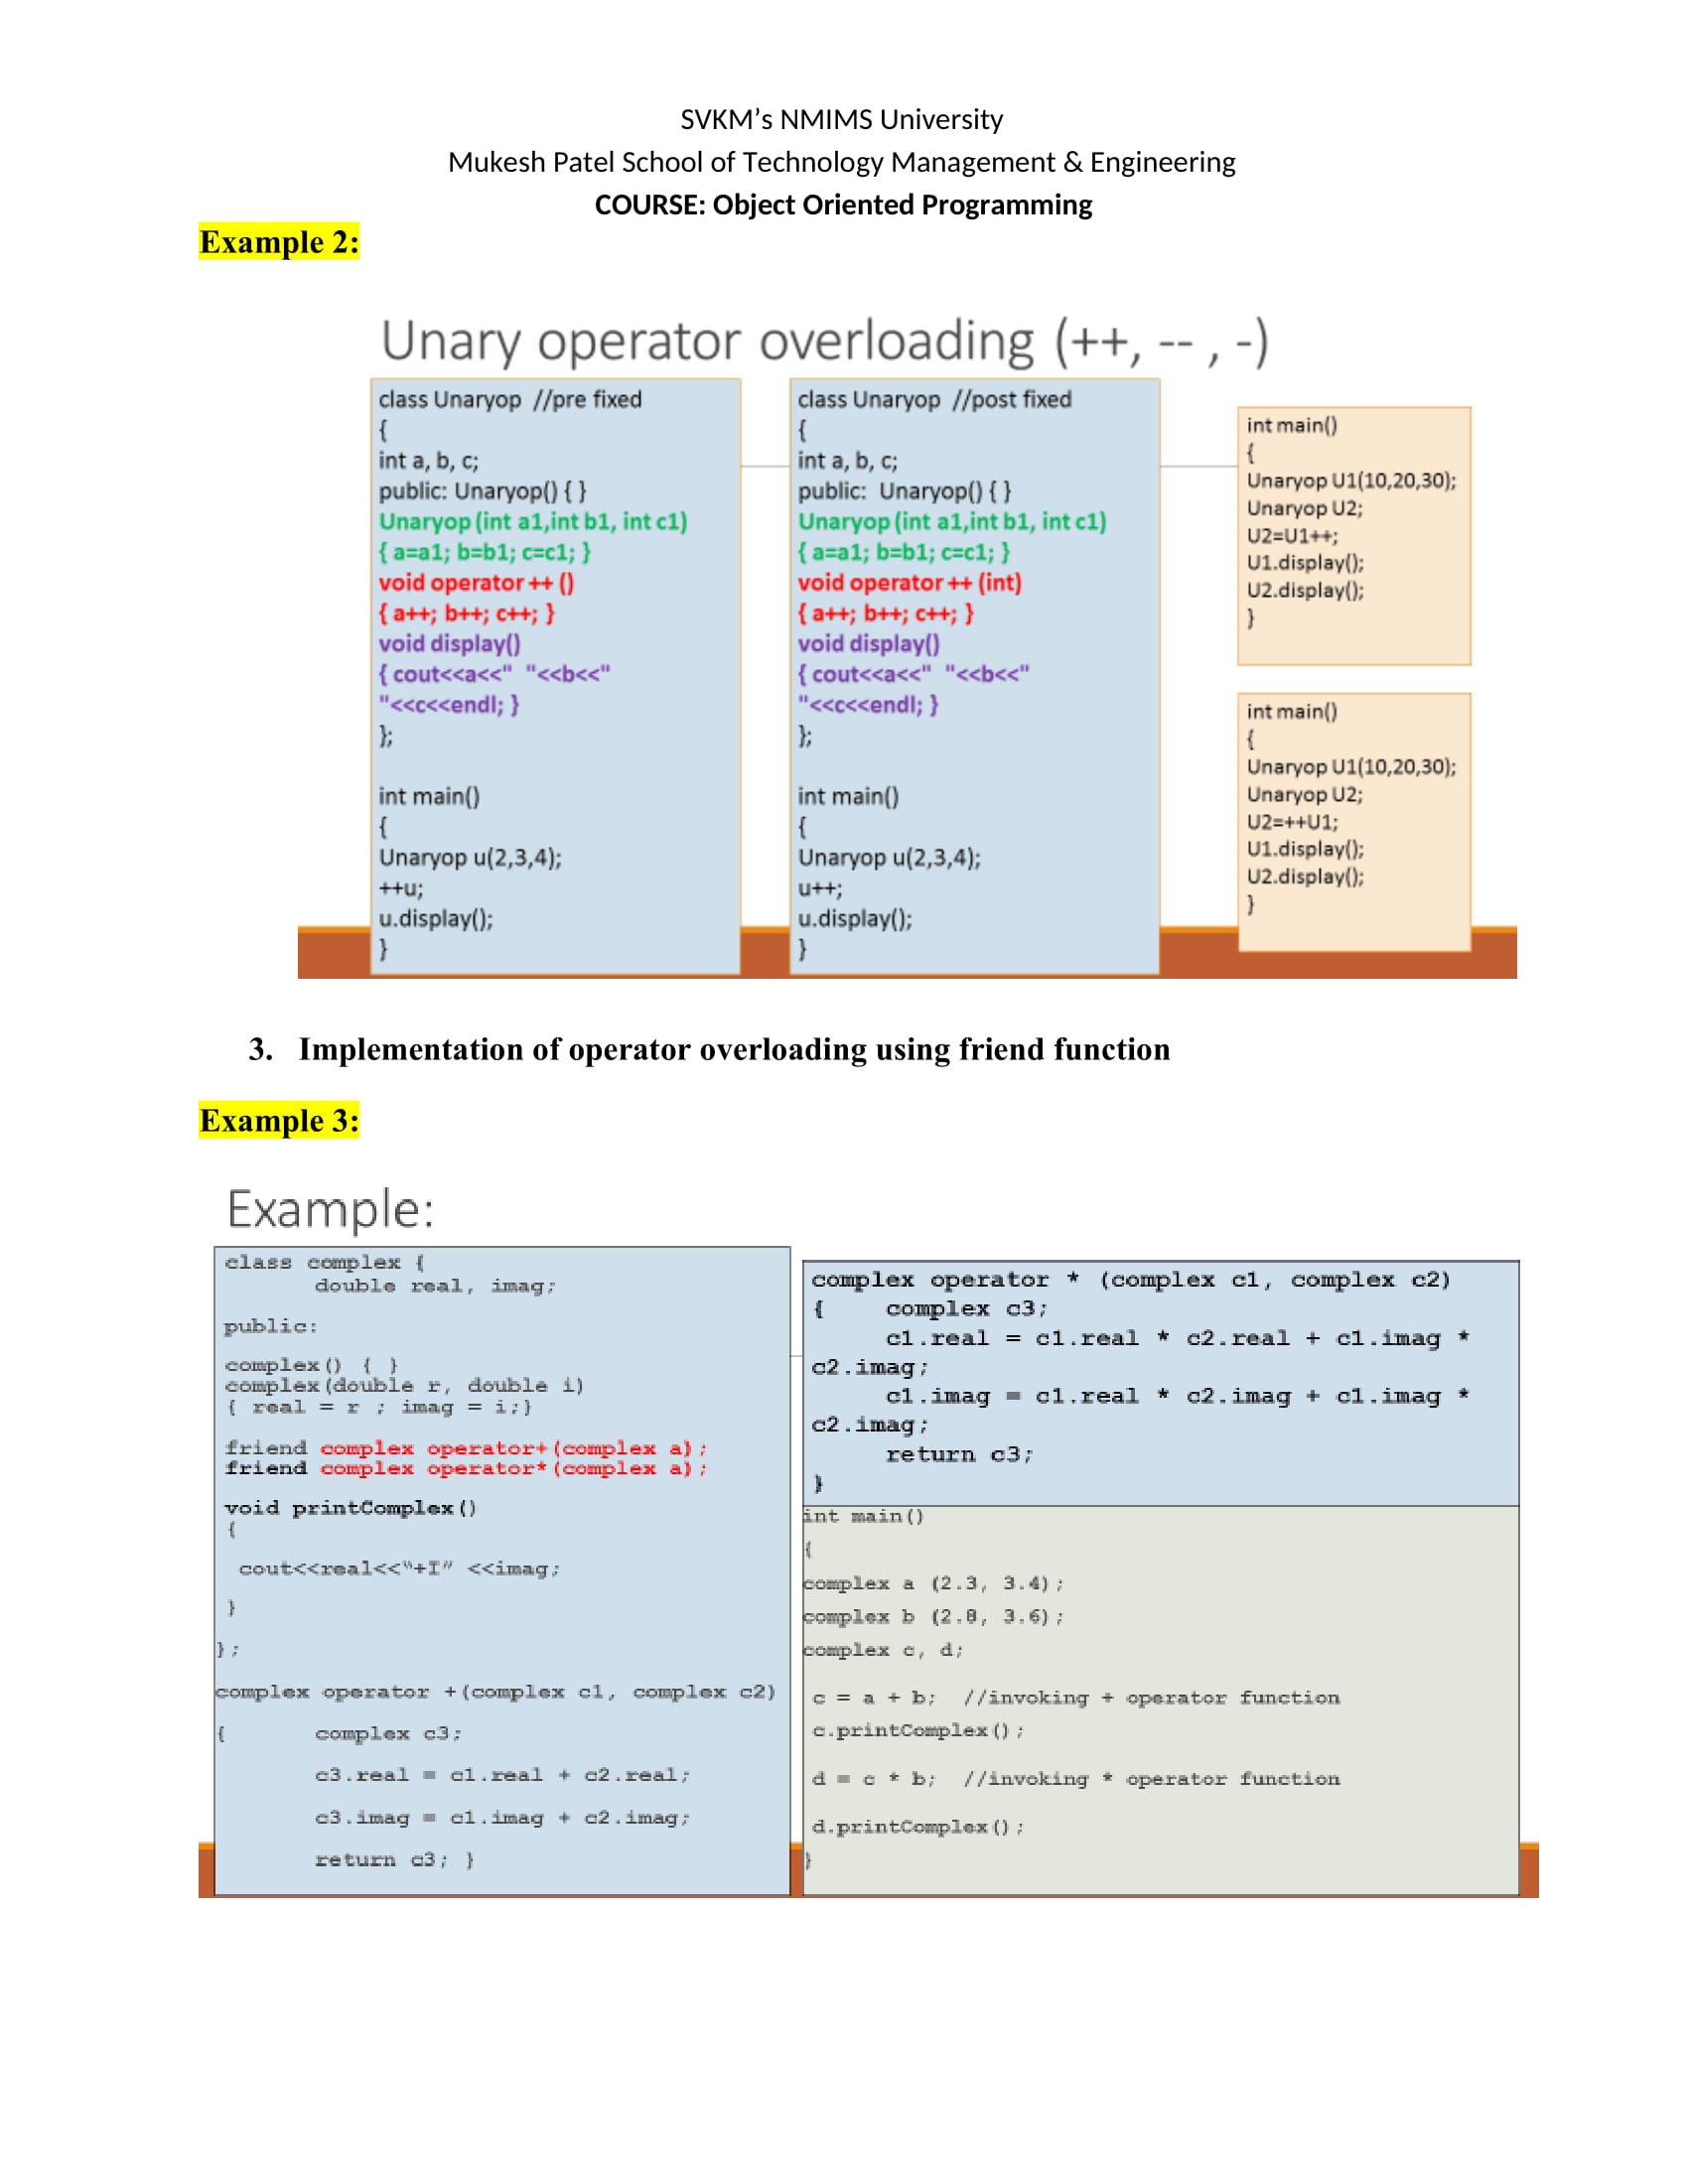 SVKM’s NMIMS University
Mukesh Patel School of Technology Management & Engineering
COURSE: Object Oriented Programming
Example 2:
Unary operator overloading (++, -- , -)
class Unaryop  //pre fixed
{
int a, b, c;
public: Unaryop() { }
Unaryop (int a1,int b1, int c1)
{ a=a1; b=b1; c=c1; }
void operator ++ ()
{ a++; b++; c++; }
void display()
{ cout<<a<<"  "<<b<<"
"<<c<<endl; }
};
int main()
{
Unaryop u(2,3,4);
++u;
u.display();
}
class Unaryop  //post fixed
{
int a, b, c;
public:  Unaryop() { }
Unaryop (int a1,int b1, int c1)
{ a=a1; b=b1; c=c1; }
void operator ++ (int)
{ a++; b++; c++; }
void display()
{ cout<<a<<"  "<<b<<"
"<<c<<endl; }
};
int main()
{
Unaryop u(2,3,4);
u++;
u.display();
}
int main()
{
Unaryop U1(10,20,30);
Unaryop U2;
U2=U1++;
U1.display();
U2.display();
}
int main()
{
Unaryop U1(10,20,30);
Unaryop U2;
U2=++U1;
U1.display();
U2.display();
}
3. Implementation of operator overloading using friend function
Example 3:
Example:
class complex {
double real, imag;
public:
complex() { }
complex(double r, double i)
{ real = r ; imag = i;}
friend complex operator+(complex a);
friend complex operator*(complex a);
void printComplex()
{
cout<<real<<“+I” <<imag;
}
};
complex operator +(complex c1, complex c2)
{ complex c3;
c3.real = c1.real + c2.real;
c3.imag = c1.imag + c2.imag;
return c3; }
complex operator * (complex c1, complex c2)
{ complex c3;
c1.real = c1.real * c2.real + c1.imag *
c2.imag;
c1.imag = c1.real * c2.imag + c1.imag *
c2.imag;
return c3;
}
int main()
{
complex a (2.3, 3.4);
complex b (2.8, 3.6);
complex c, d;
c = a + b;  //invoking + operator function
c.printComplex();
d = c * b;  //invoking * operator function
d.printComplex();
}